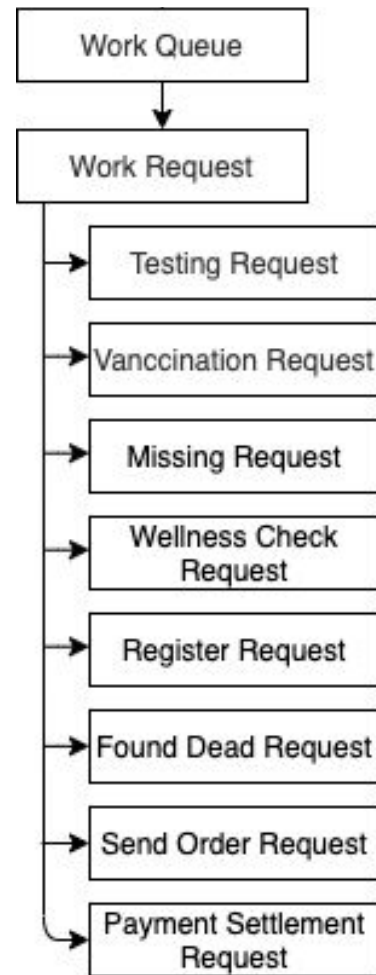 Work Queue
Work Request
Testing Request
Vanccination Request
Missing Request
Wellness Check
Request
Register Request
Found Dead Request
Send Order Request
Payment Settlement
Request